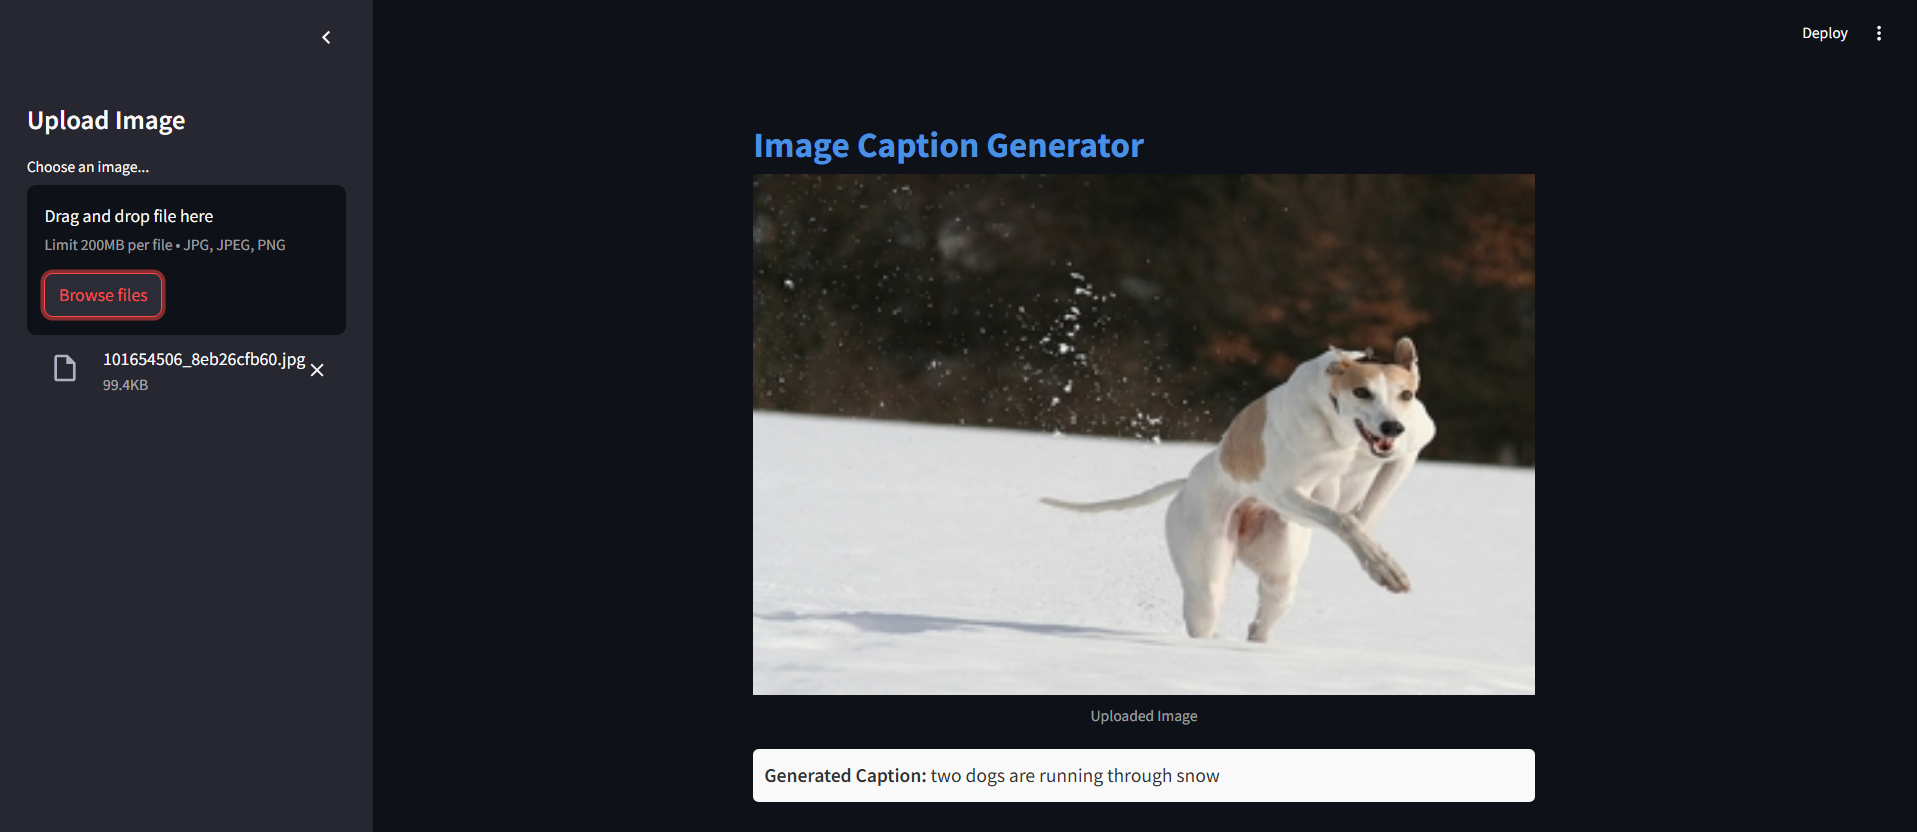 Deploy
Upload Image
Choose an image...
Drag and drop file here
Limit 200MB per file • JPG, JPEG, PNG
Browse files
101654506_8eb26cfb60.jpg
99.4KB
Image Caption Generator
Uploaded Image
Generated Caption: two dogs are running through snow